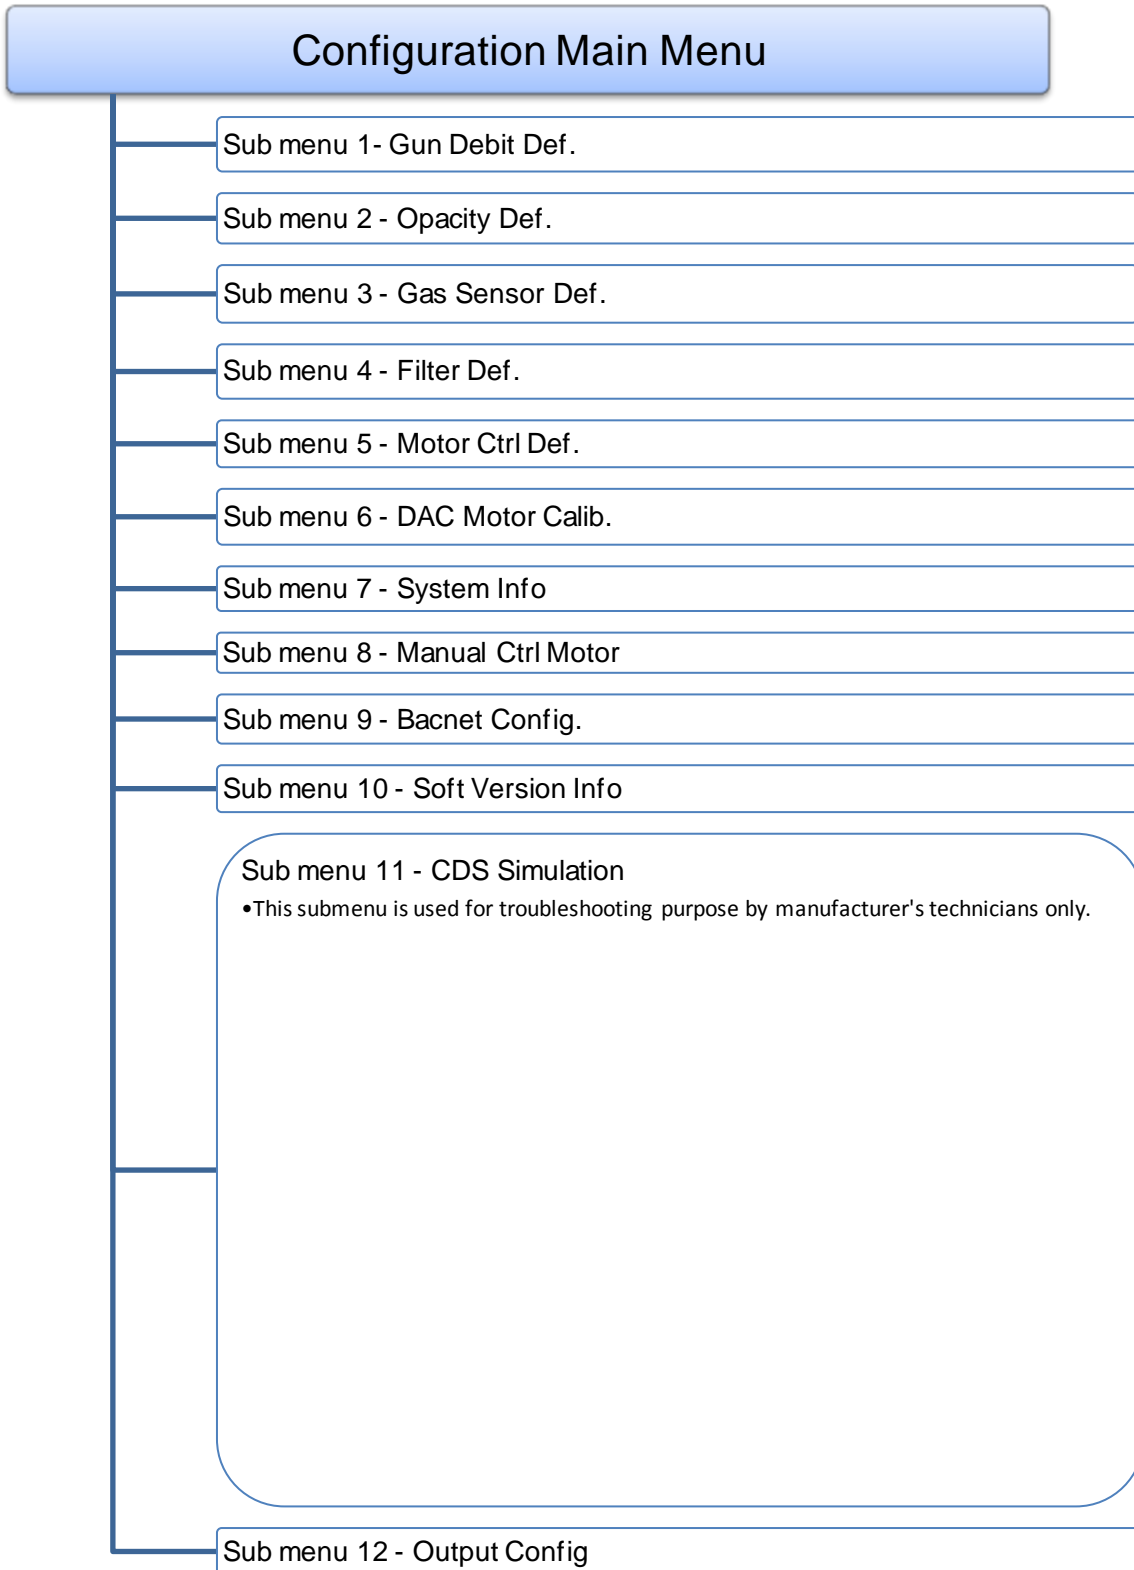 Configuration Main Menu
Sub menu 1- Gun Debit Def.
Sub menu 2 - Opacity Def.
Sub menu 3 - Gas Sensor Def.
Sub menu 4 - Filter Def.
Sub menu 5 - Motor Ctrl Def.
Sub menu 6 - DAC Motor Calib.
Sub menu 7 - System Info
Sub menu 8 - Manual Ctrl Motor
Sub menu 9 - Bacnet Config.
Sub menu 10 - Soft Version Info
Sub menu 11 - CDS Simulation
•This submenu is used for troubleshooting purpose by manufacturer's technicians only.
Sub menu 12 - Output Config